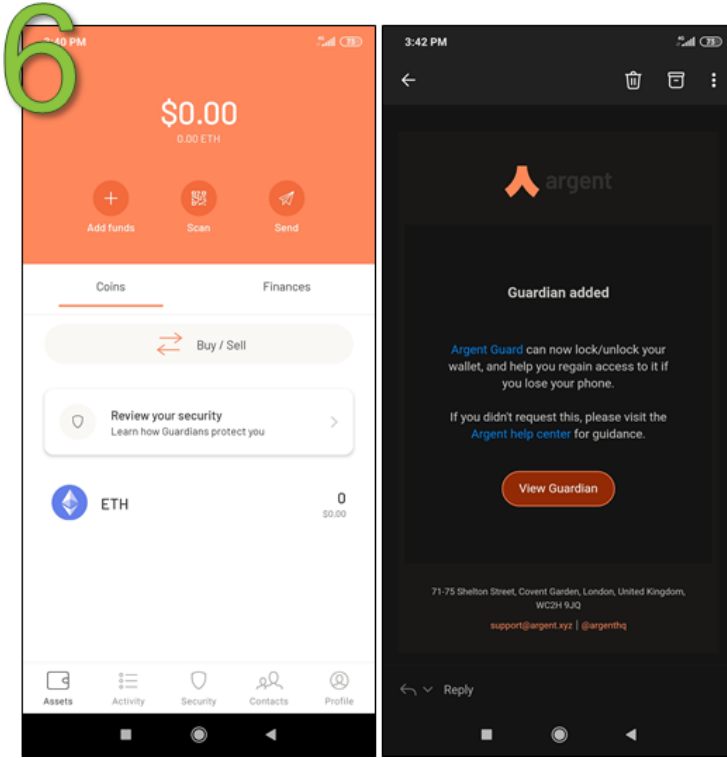 6
3:40 PM
4G
73
$0.00
0.00 ETH
Add funds
Scan
Send
Coins
Finances
Buy / Sell
Review your security
Learn how Guardians protect you
ETH
0
$0.00
Assets
Activity
Security
Contacts
Profile
3:42 PM
4G
73
argent
Guardian added
Argent Guard can now lock/unlock your
wallet, and help you regain access to it if
you lose your phone.
If you didn't request this, please visit the
Argent help center for guidance.
View Guardian
71-75 Shelton Street, Covent Garden, London, United Kingdom,
WC2H 9JQ
support@argent.xyz | @argenthq
Reply